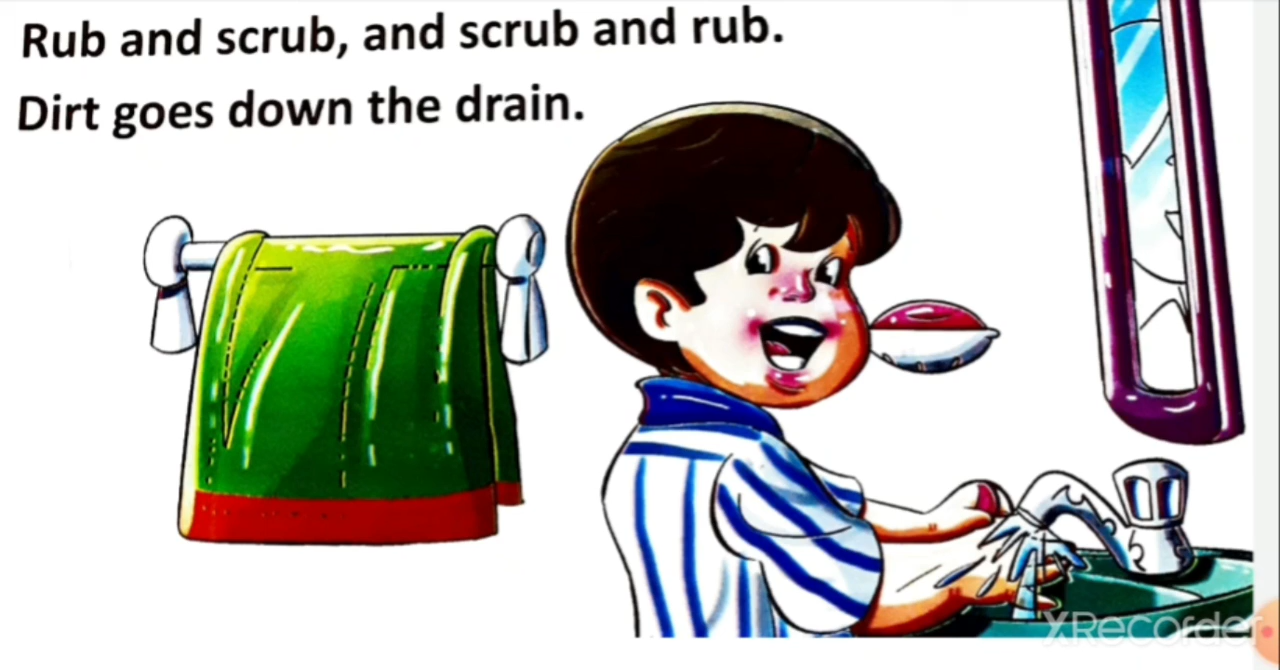 Rub and scrub, and scrub and rub.
Dirt goes down the drain.
XRecorder